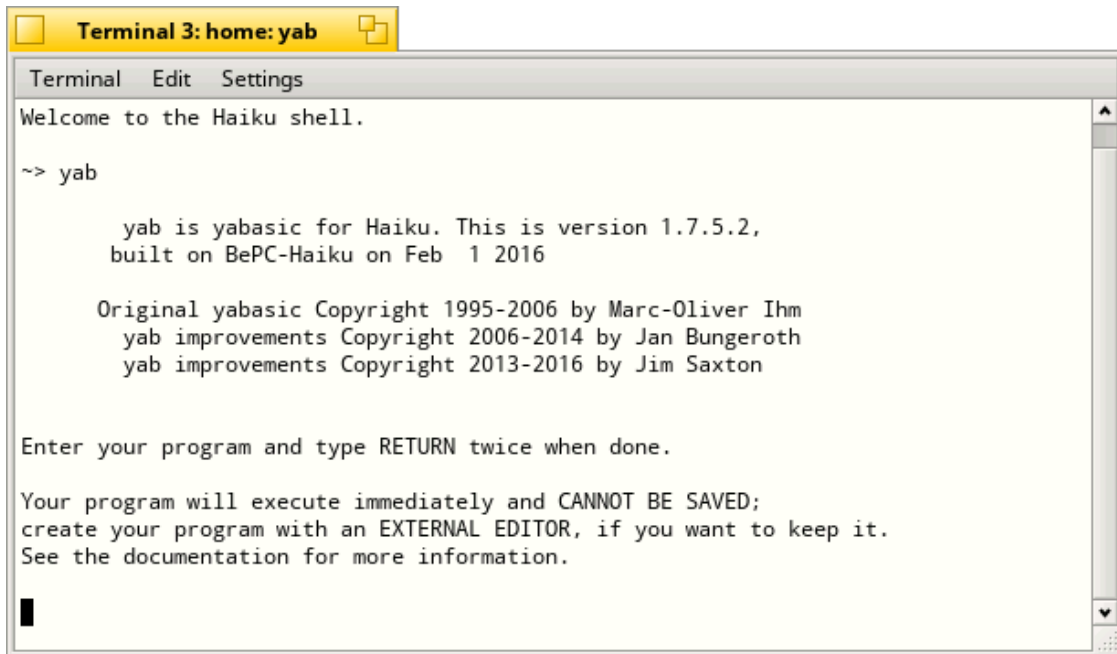 Terminal 3: home: yab
Terminal Edit Settings
Welcome to the Haiku shell.
~> yab
yab is yabasic for Haiku. This is version 1.7.5.2,
built on BePC-Haiku on Feb  1 2016
Original yabasic Copyright 1995-2006 by Marc-Oliver Ihm
yab improvements Copyright 2006-2014 by Jan Bungeroth
yab improvements Copyright 2013-2016 by Jim Saxton
Enter your program and type RETURN twice when done.
Your program will execute immediately and CANNOT BE SAVED;
create your program with an EXTERNAL EDITOR, if you want to keep it.
See the documentation for more information.